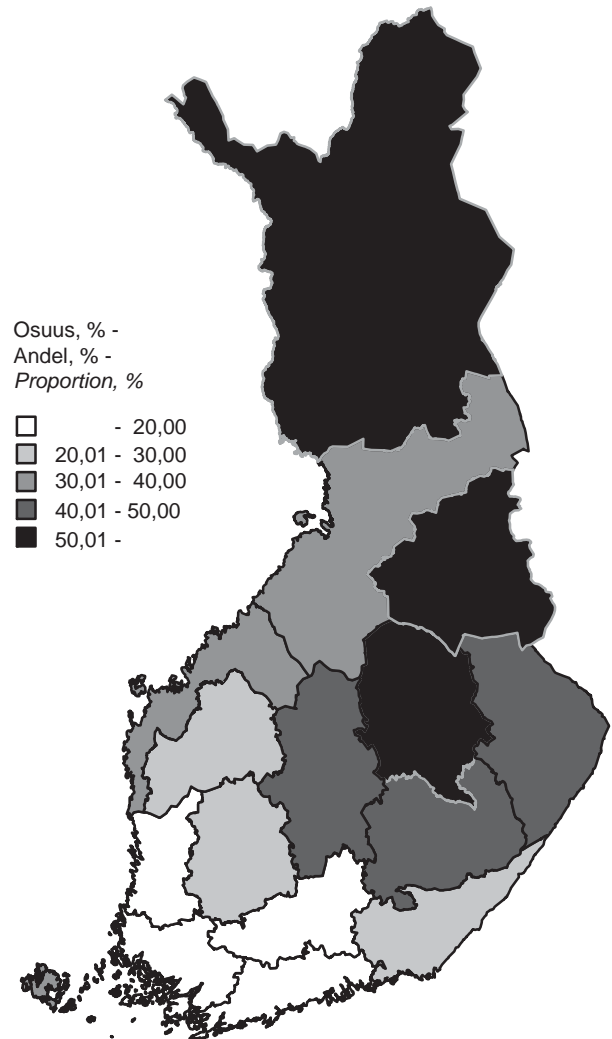 Osuus, % -
Andel, % -
Proportion, %
- 20,00
20,01 - 30,00
30,01 - 40,00
40,01 - 50,00
50,01 -